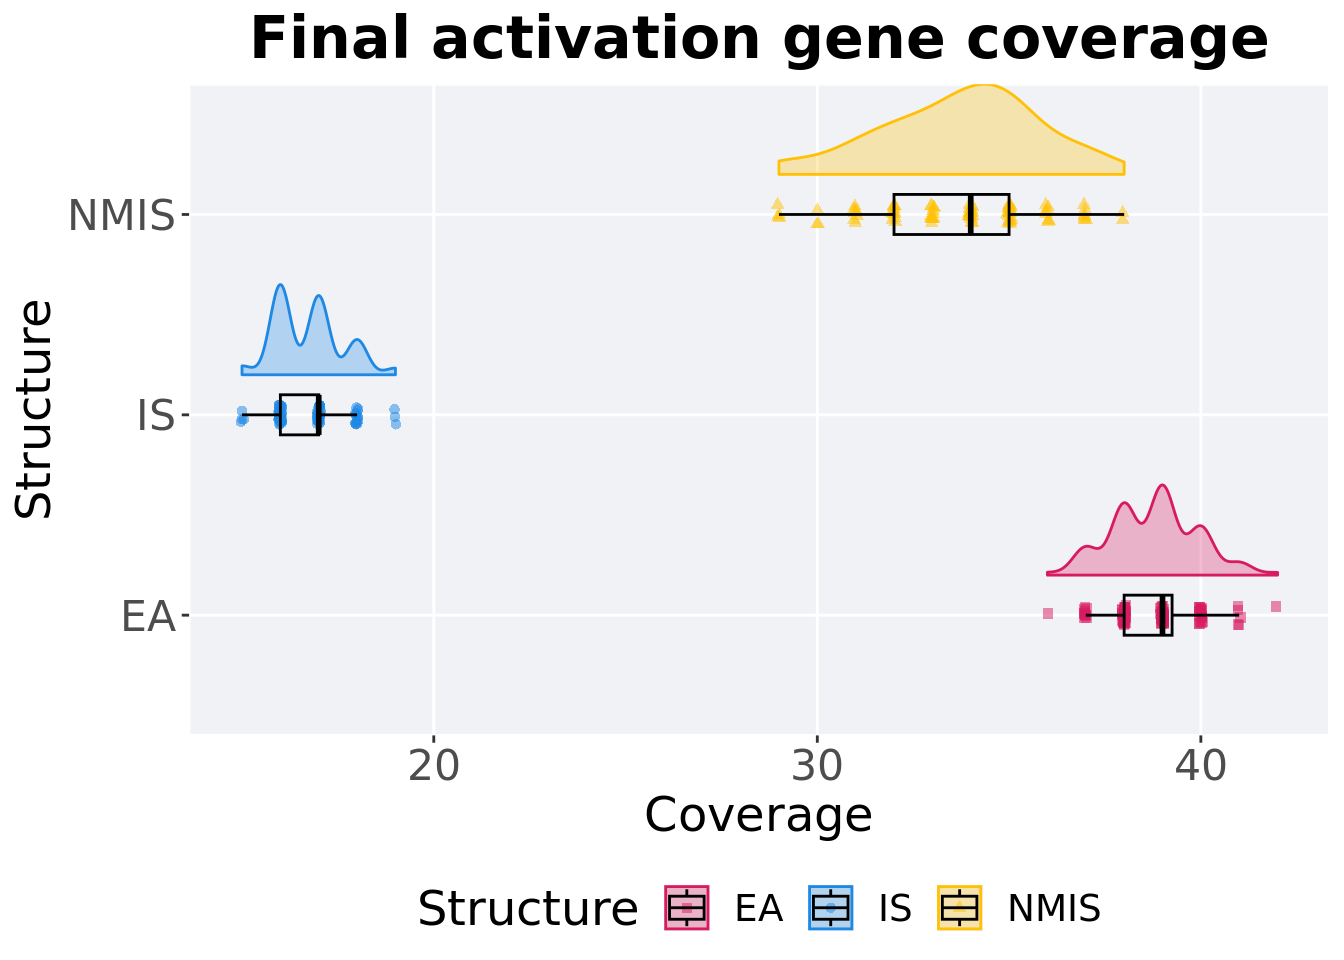 Final activation gene coverage
Structure
NMIS
IS
EA
20 30 40
Coverage
Structure EA IS NMIS